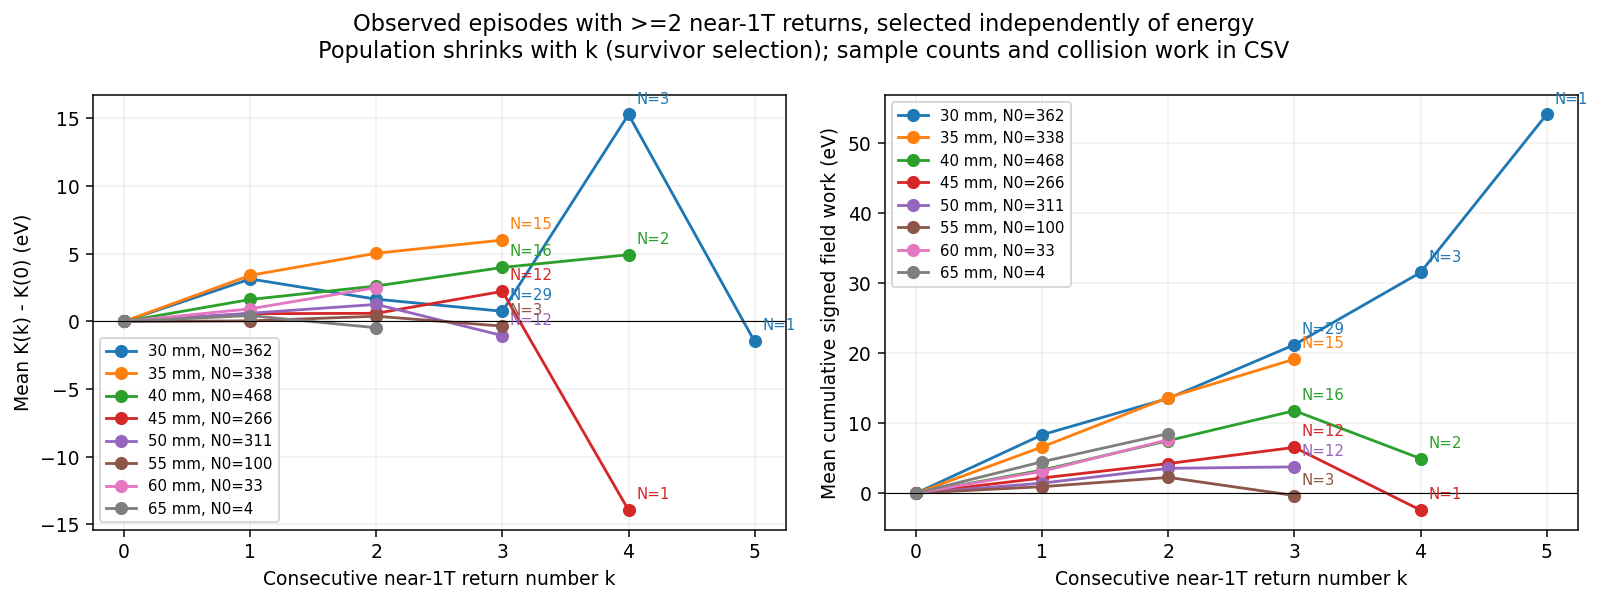 Observed episodes with >=2 near-1T returns, selected independently of energy
Population shrinks with k (survivor selection); sample counts and collision work in CSV
Mean K(k) - K(0) (eV)
15
10
5
0
−5
−10
−15
N=3
N=15
N=16
N=2
N=12
N=29
N=3
N=12
N=1
N=1
30 mm, N0=362
35 mm, N0=338
40 mm, N0=468
45 mm, N0=266
50 mm, N0=311
55 mm, N0=100
60 mm, N0=33
65 mm, N0=4
0 1 2 3 4 5
Consecutive near-1T return number k
Mean cumulative signed field work (eV)
50
40
30
20
10
0
30 mm, N0=362
35 mm, N0=338
40 mm, N0=468
45 mm, N0=266
50 mm, N0=311
55 mm, N0=100
60 mm, N0=33
65 mm, N0=4
N=1
N=3
N=29
N=15
N=16
N=12
N=2
N=12
N=3
N=1
0 1 2 3 4 5
Consecutive near-1T return number k